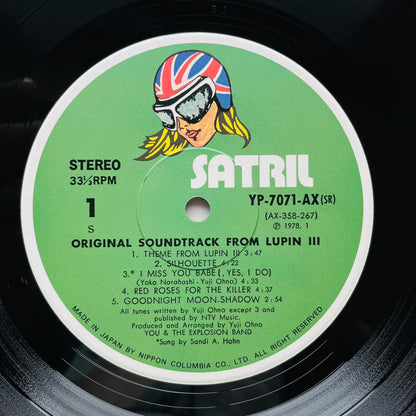 SATRIL
STEREO
33⅓RPM
YP-7071-AX(SR)
(AX-358-267)
1
S
Ⓟ 1978. 1
ORIGINAL SOUNDTRACK FROM LUPIN III
1. THEME FROM LUPIN III 3:47
2. SILHOUETTE 4:22
3.* I MISS YOU BABE (, YES, I DO)
(Yoko Narahashi・Yuji Ohno) 4:33
4. RED ROSES FOR THE KILLER 4:37
5. GOODNIGHT MOON-SHADOW 2:54
All tunes written by Yuji Ohno except 3 and
published by NTV Music.
Produced and Arranged by Yuji Ohno
YOU & THE EXPLOSION BAND
*Sung by Sandi A. Hohn
MADE IN JAPAN BY NIPPON COLUMBIA CO., LTD. ALL RIGHT RESERVED